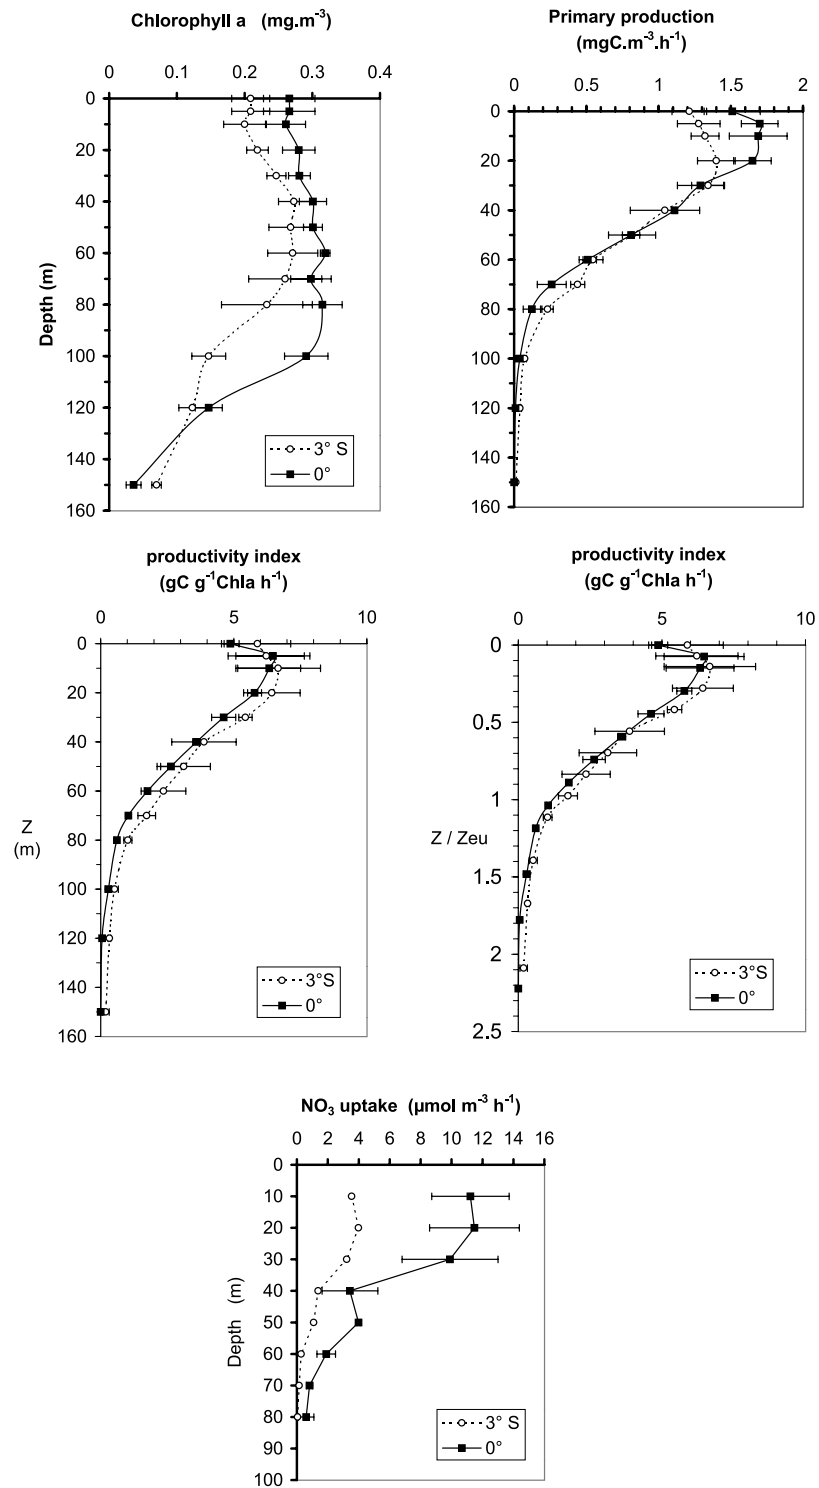 Chlorophyll a (mg.m⁻³)
0 0.1 0.2 0.3 0.4
0
20
40
60
80
100
120
140
160
Depth (m)
3° S
0°
Primary production
(mgC.m⁻³.h⁻¹)
0 0.5 1 1.5 2
0
20
40
60
80
100
120
140
160
3° S
0°
productivity index
(gC g⁻¹Chla h⁻¹)
0 5 10
0
20
40
60
80
100
120
140
160
Z
(m)
3°S
0°
productivity index
(gC g⁻¹Chla h⁻¹)
0 5 10
0
0.5
1
1.5
2
2.5
Z / Zeu
3°S
0°
NO₃ uptake (µmol m⁻³ h⁻¹)
0 2 4 6 8 10 12 14 16
0
10
20
30
40
50
60
70
80
90
100
Depth (m)
3° S
0°